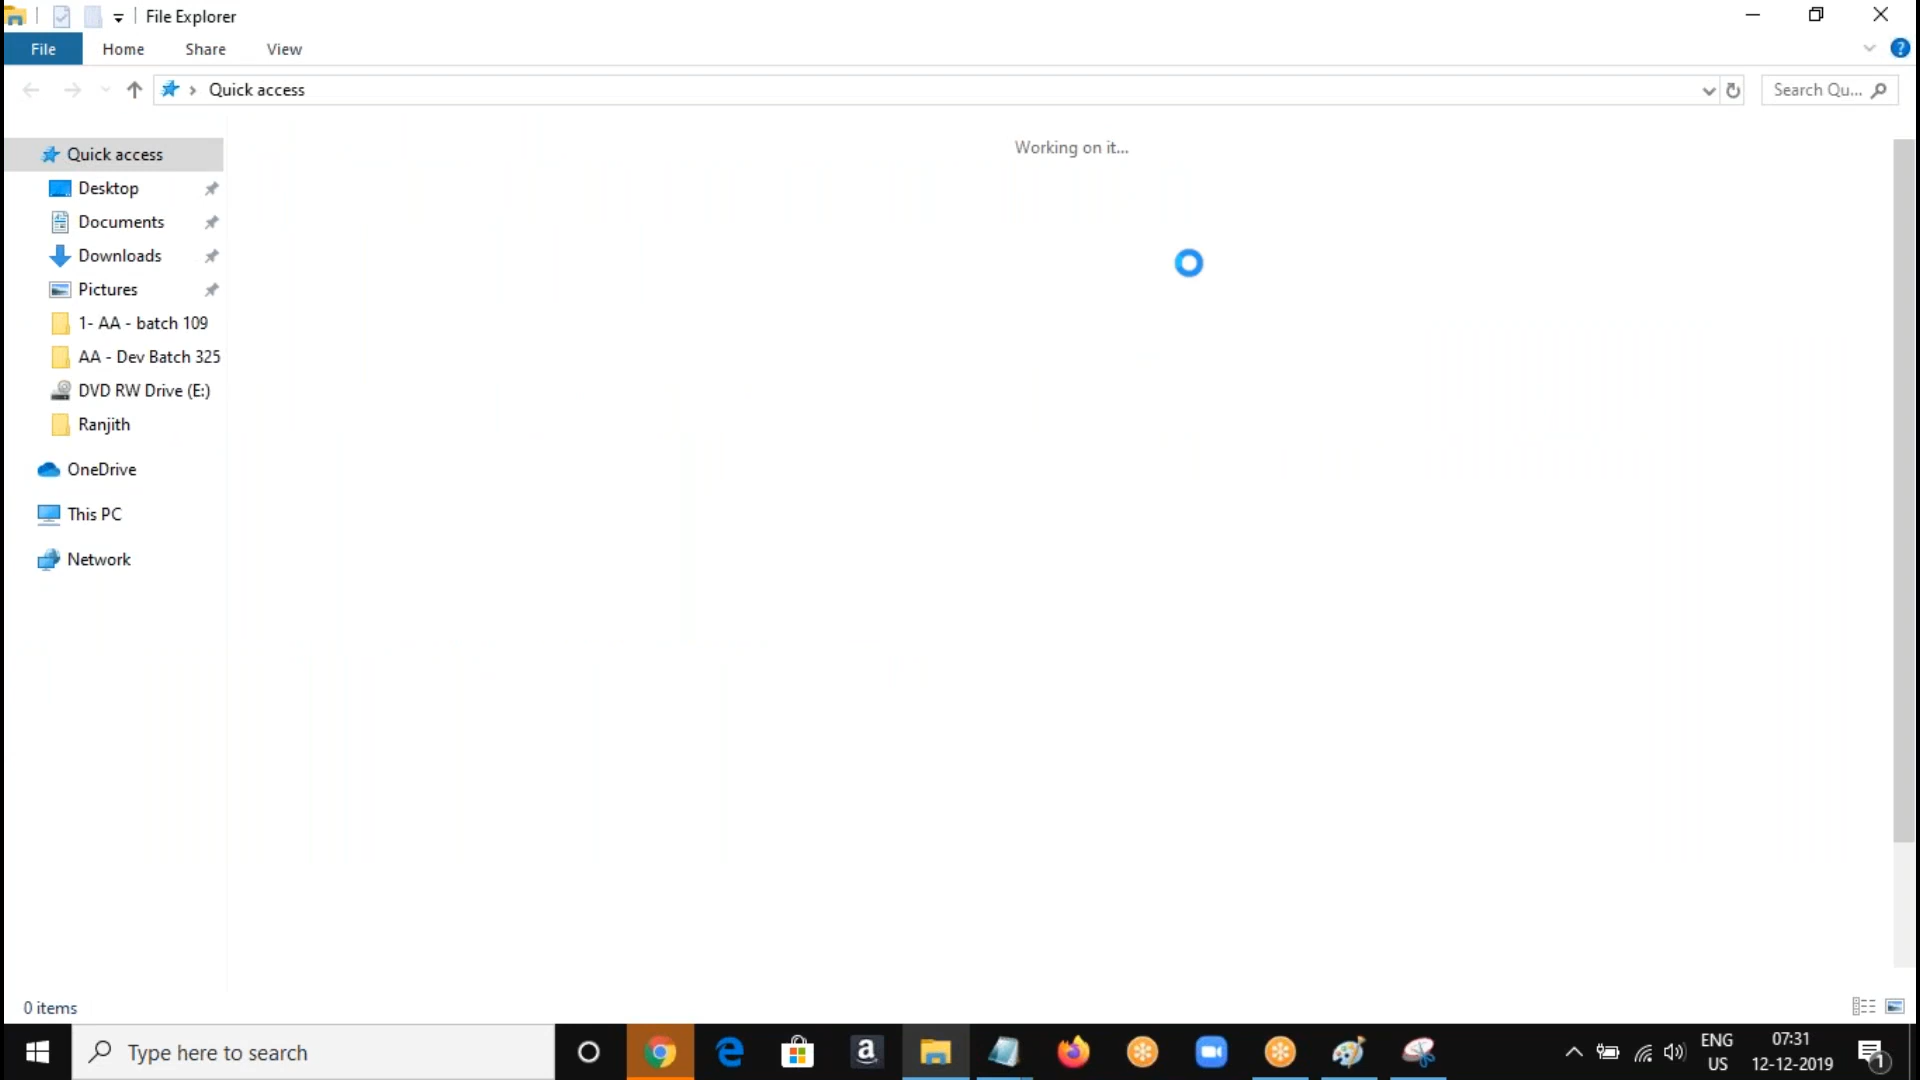 File Explorer
File Home Share View
Quick access
Search Qu...
Working on it...
Quick access
Desktop
Documents
Downloads
Pictures
1- AA - batch 109
AA - Dev Batch 325
DVD RW Drive (E:)
Ranjith
OneDrive
This PC
Network
0 items
Type here to search
ENG
US
07:31
12-12-2019
1